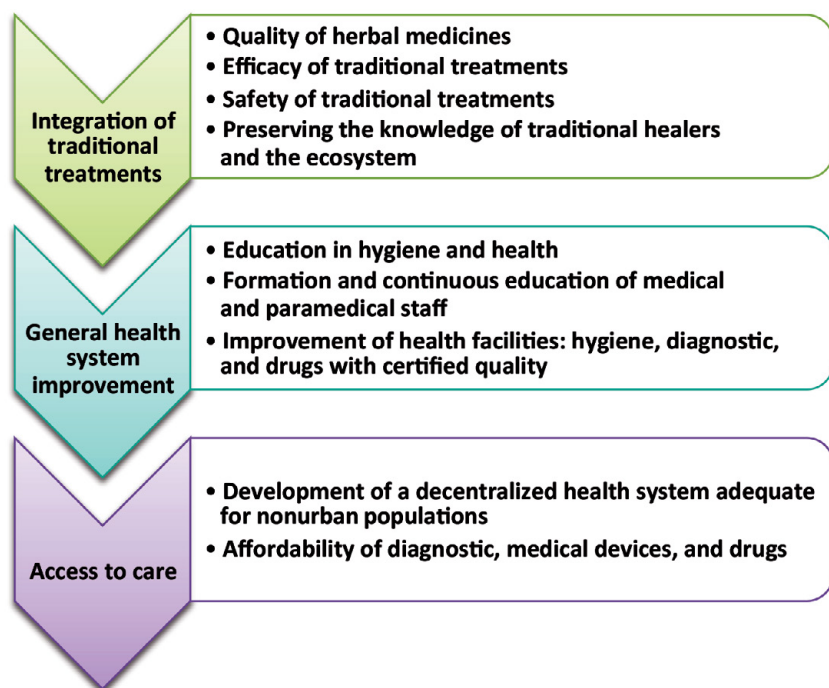 Integration of
traditional
treatments
• Quality of herbal medicines
• Efficacy of traditional treatments
• Safety of traditional treatments
• Preserving the knowledge of traditional healers
and the ecosystem
General health
system
improvement
• Education in hygiene and health
• Formation and continuous education of medical
and paramedical staff
• Improvement of health facilities: hygiene, diagnostic,
and drugs with certified quality
Access to care
• Development of a decentralized health system adequate
for nonurban populations
• Affordability of diagnostic, medical devices, and drugs